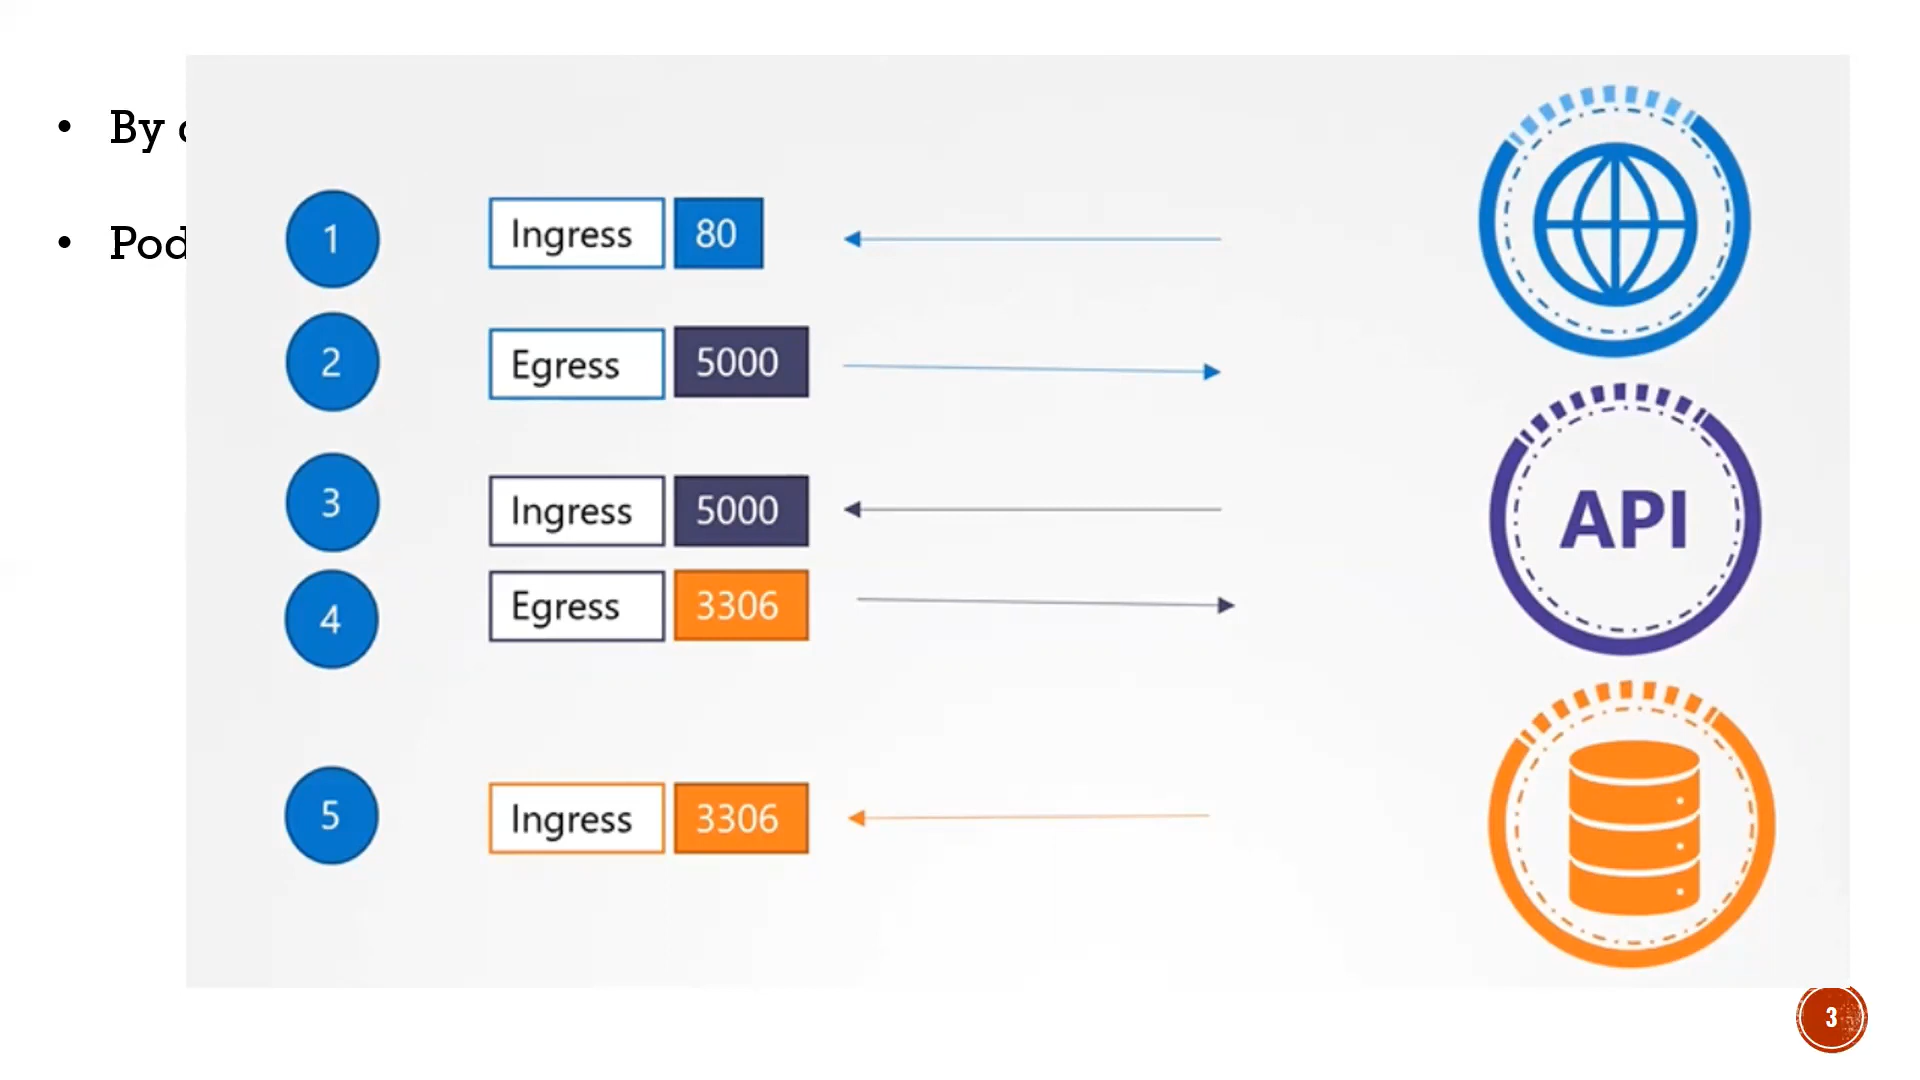 • By
• Pod
1 Ingress 80
2 Egress 5000
3 Ingress 5000
API
4 Egress 3306
5 Ingress 3306
3